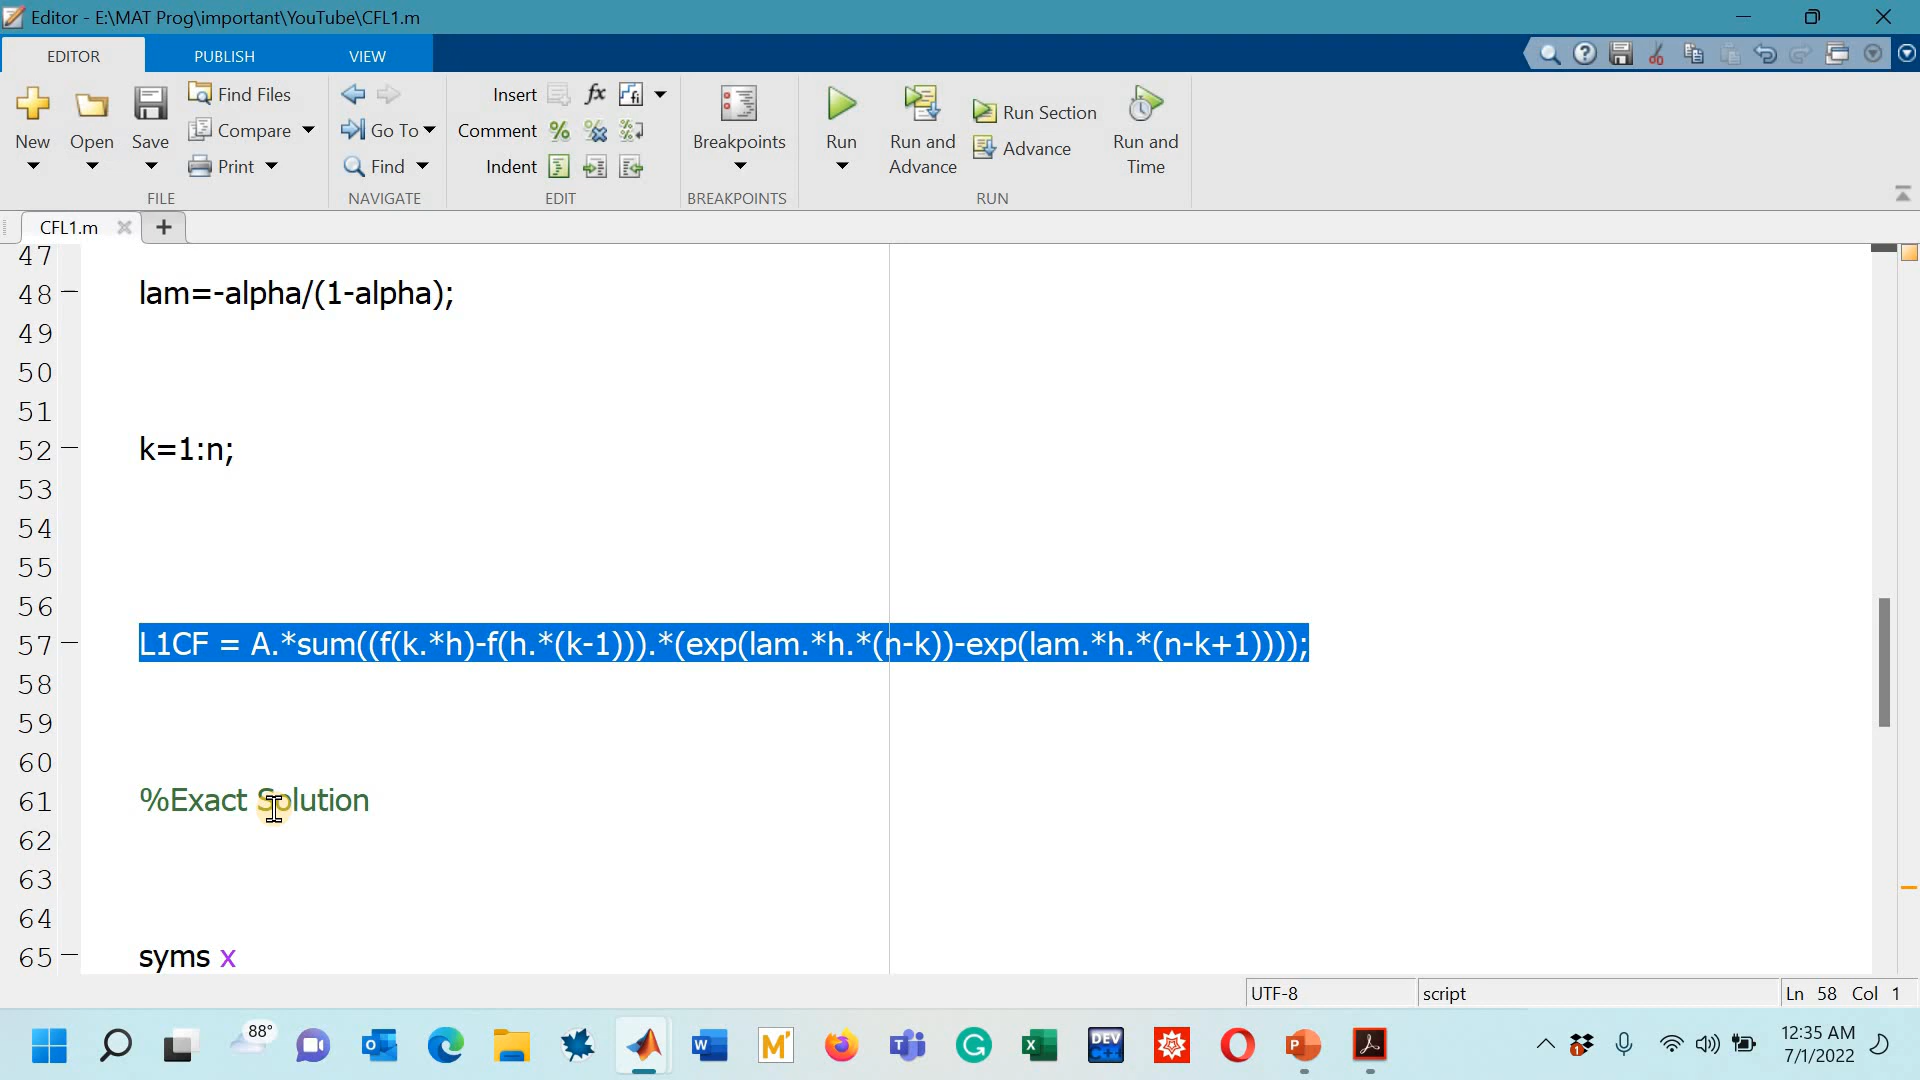 Editor - E:\MAT Prog\important\YouTube\CFL1.m
EDITOR PUBLISH VIEW
New Open Save Find Files Compare Print
Go To Find
Insert fx Comment Indent
Breakpoints
Run Run and Advance Run Section Advance Run and Time
FILE NAVIGATE EDIT BREAKPOINTS RUN
CFL1.m
47
48 lam=-alpha/(1-alpha);
49
50
51
52 k=1:n;
53
54
55
56
57 L1CF = A.*sum((f(k.*h)-f(h.*(k-1))).*(exp(lam.*h.*(n-k))-exp(lam.*h.*(n-k+1))));
58
59
60
61 %Exact Solution
62
63
64
65 syms x
UTF-8 script Ln 58 Col 1
88° DEV C++ 12:35 AM
7/1/2022